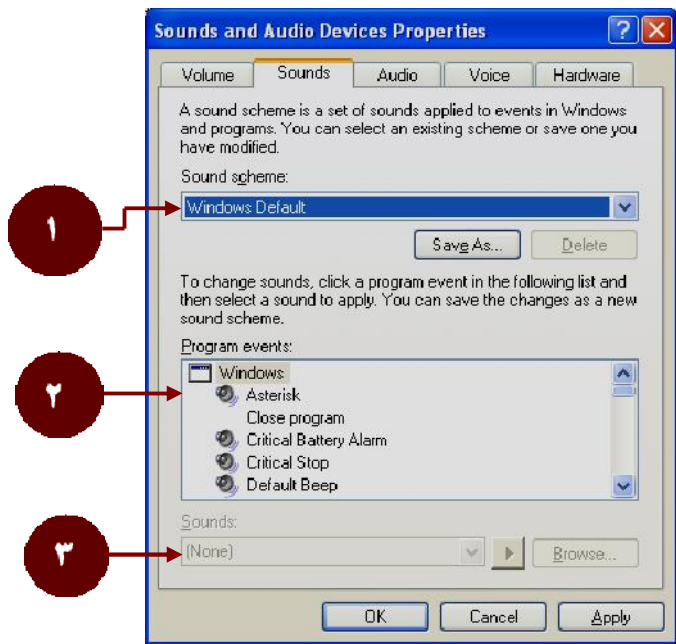 Sounds and Audio Devices Properties
Volume Sounds Audio Voice Hardware
A sound scheme is a set of sounds applied to events in Windows
and programs. You can select an existing scheme or save one you
have modified.
Sound scheme:
١
Windows Default
Save As... Delete
To change sounds, click a program event in the following list and
then select a sound to apply. You can save the changes as a new
sound scheme.
Program events:
٢
Windows
Asterisk
Close program
Critical Battery Alarm
Critical Stop
Default Beep
Sounds:
٣
(None) Browse...
OK Cancel Apply